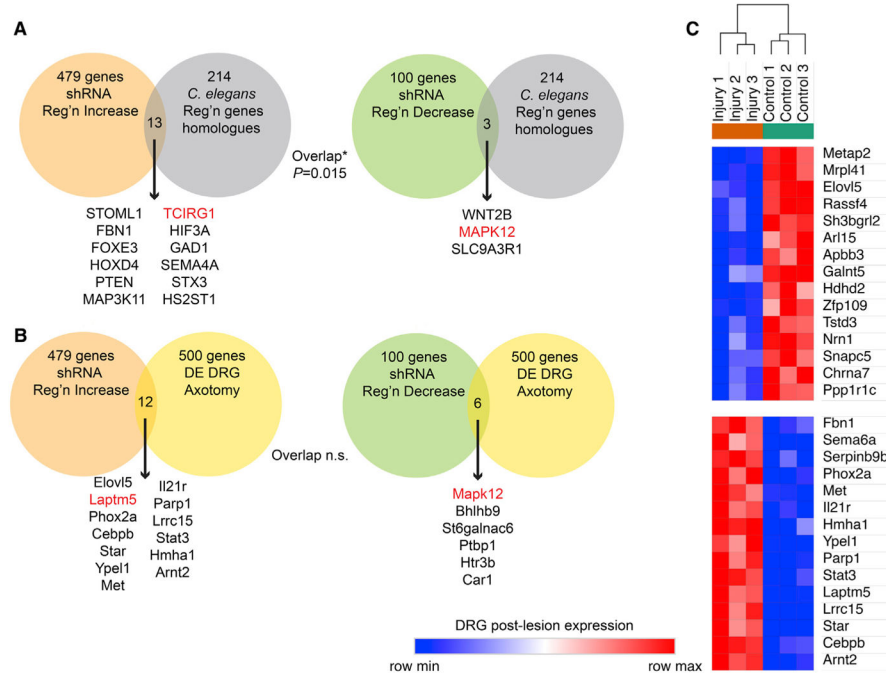 A
479 genes
shRNA
Reg'n Increase
13
214
C. elegans
Reg'n genes
homologues
STOML1
FBN1
FOXE3
HOXD4
PTEN
MAP3K11
TCIRG1
HIF3A
GAD1
SEMA4A
STX3
HS2ST1
Overlap*
P=0.015
100 genes
shRNA
Reg'n Decrease
3
214
C. elegans
Reg'n genes
homologues
WNT2B
MAPK12
SLC9A3R1
B
479 genes
shRNA
Reg'n Increase
12
500 genes
DE DRG
Axotomy
Elovl5
Laptm5
Phox2a
Cebpb
Star
Ypel1
Met
Il21r
Parp1
Lrrc15
Stat3
Hmha1
Arnt2
Overlap n.s.
100 genes
shRNA
Reg'n Decrease
6
500 genes
DE DRG
Axotomy
Mapk12
Bhlhb9
St6galnac6
Ptbp1
Htr3b
Car1
DRG post-lesion expression
row min
row max
C
Injury 1
Injury 2
Injury 3
Control 1
Control 2
Control 3
Metap2
Mrpl41
Elovl5
Rassf4
Sh3bgrl2
Arl15
Apbb3
Galnt5
Hdhd2
Zfp109
Tstd3
Nrn1
Snapc5
Chrna7
Ppp1r1c
Fbn1
Sema6a
Serpinb9b
Phox2a
Met
Il21r
Hmha1
Ypel1
Parp1
Stat3
Laptm5
Lrrc15
Star
Cebpb
Arnt2